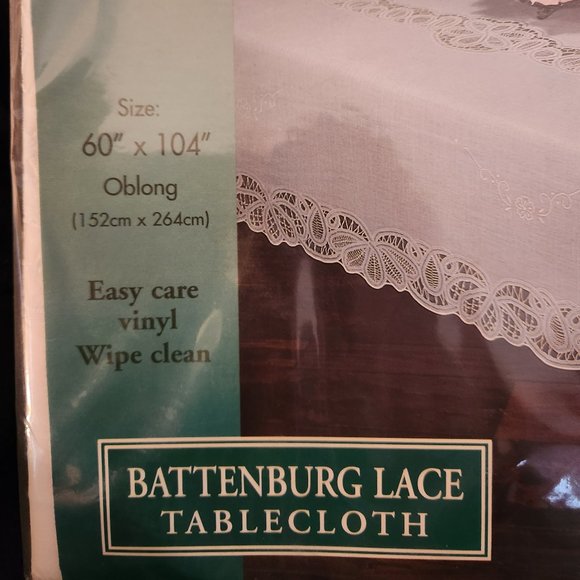 Size:
60" x 104"
Oblong
(152cm x 264cm)
Easy care
vinyl
Wipe clean
BATTENBURG LACE
TABLECLOTH